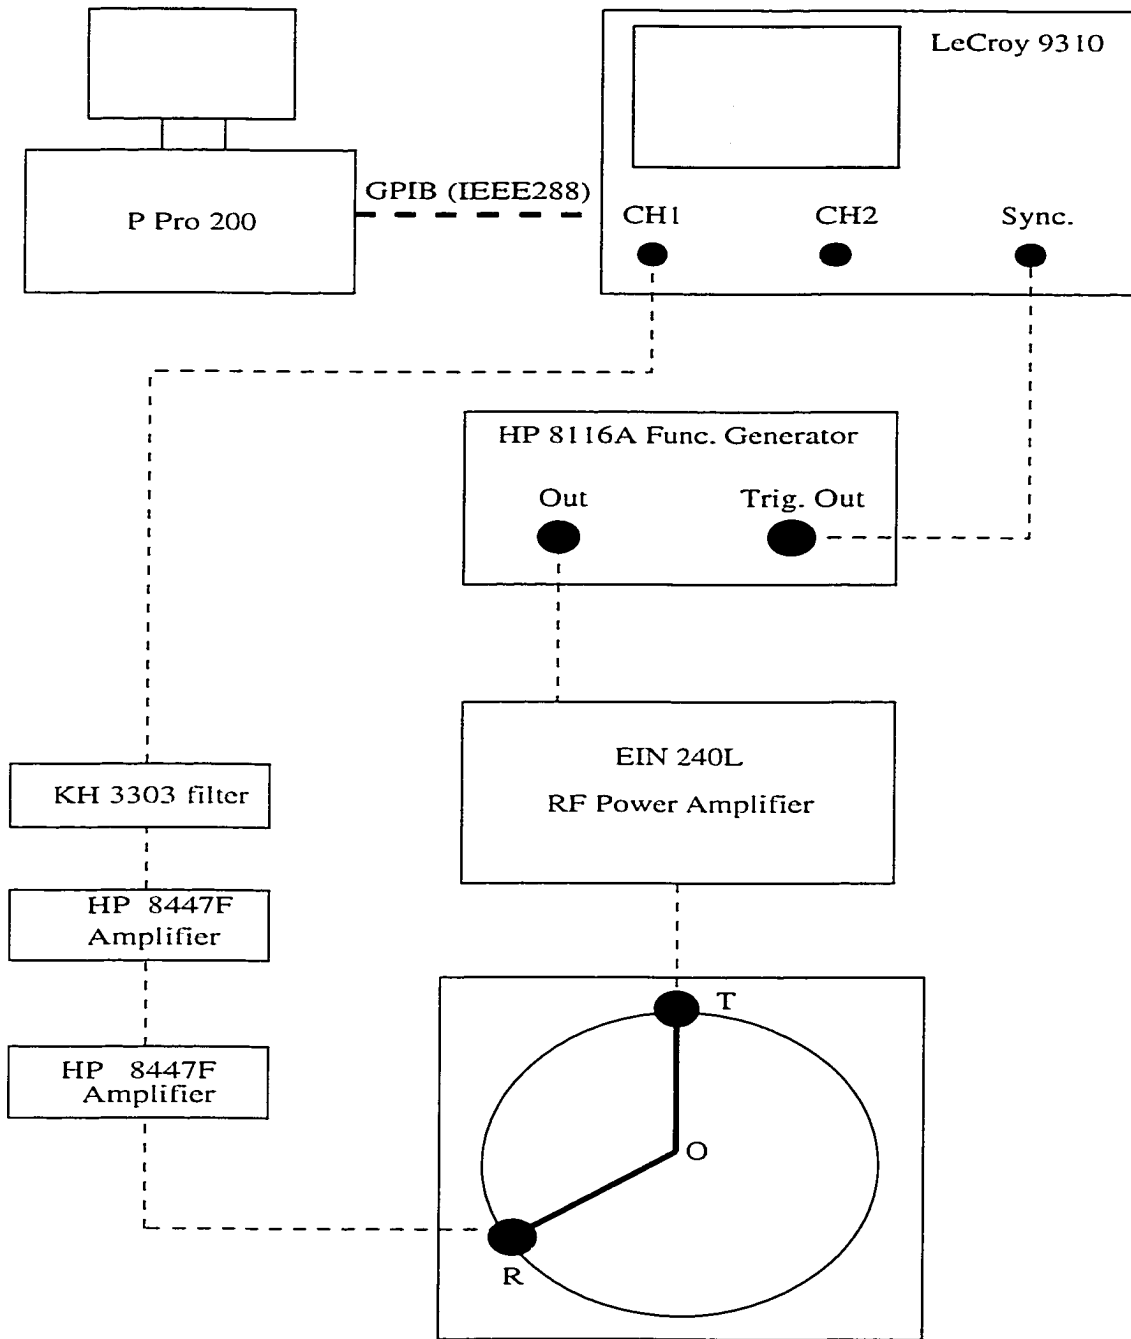 LeCroy 9310
GPIB (IEEE288)
P Pro 200
CH1
CH2
Sync.
HP 8116A Func. Generator
Out
Trig. Out
EIN 240L
RF Power Amplifier
KH 3303 filter
HP 8447F
Amplifier
HP 8447F
Amplifier
T
O
R